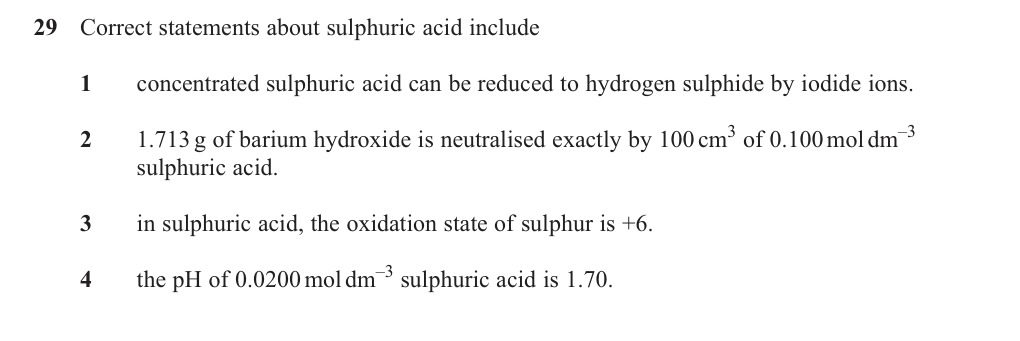 29 Correct statements about sulphuric acid include
1 concentrated sulphuric acid can be reduced to hydrogen sulphide by iodide ions.
2 1.713 g of barium hydroxide is neutralised exactly by 100 cm³ of 0.100 mol dm⁻³
sulphuric acid.
3 in sulphuric acid, the oxidation state of sulphur is +6.
4 the pH of 0.0200 mol dm⁻³ sulphuric acid is 1.70.